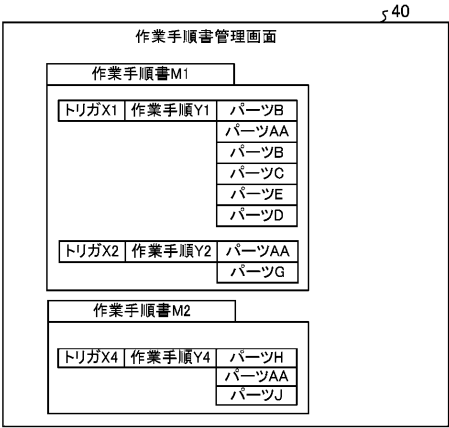 40
作業手順書管理画面
作業手順書M1
トリガX1 作業手順Y1 パーツB
パーツAA
パーツB
パーツC
パーツE
パーツD
トリガX2 作業手順Y2 パーツAA
パーツG
作業手順書M2
トリガX4 作業手順Y4 パーツH
パーツAA
パーツJ